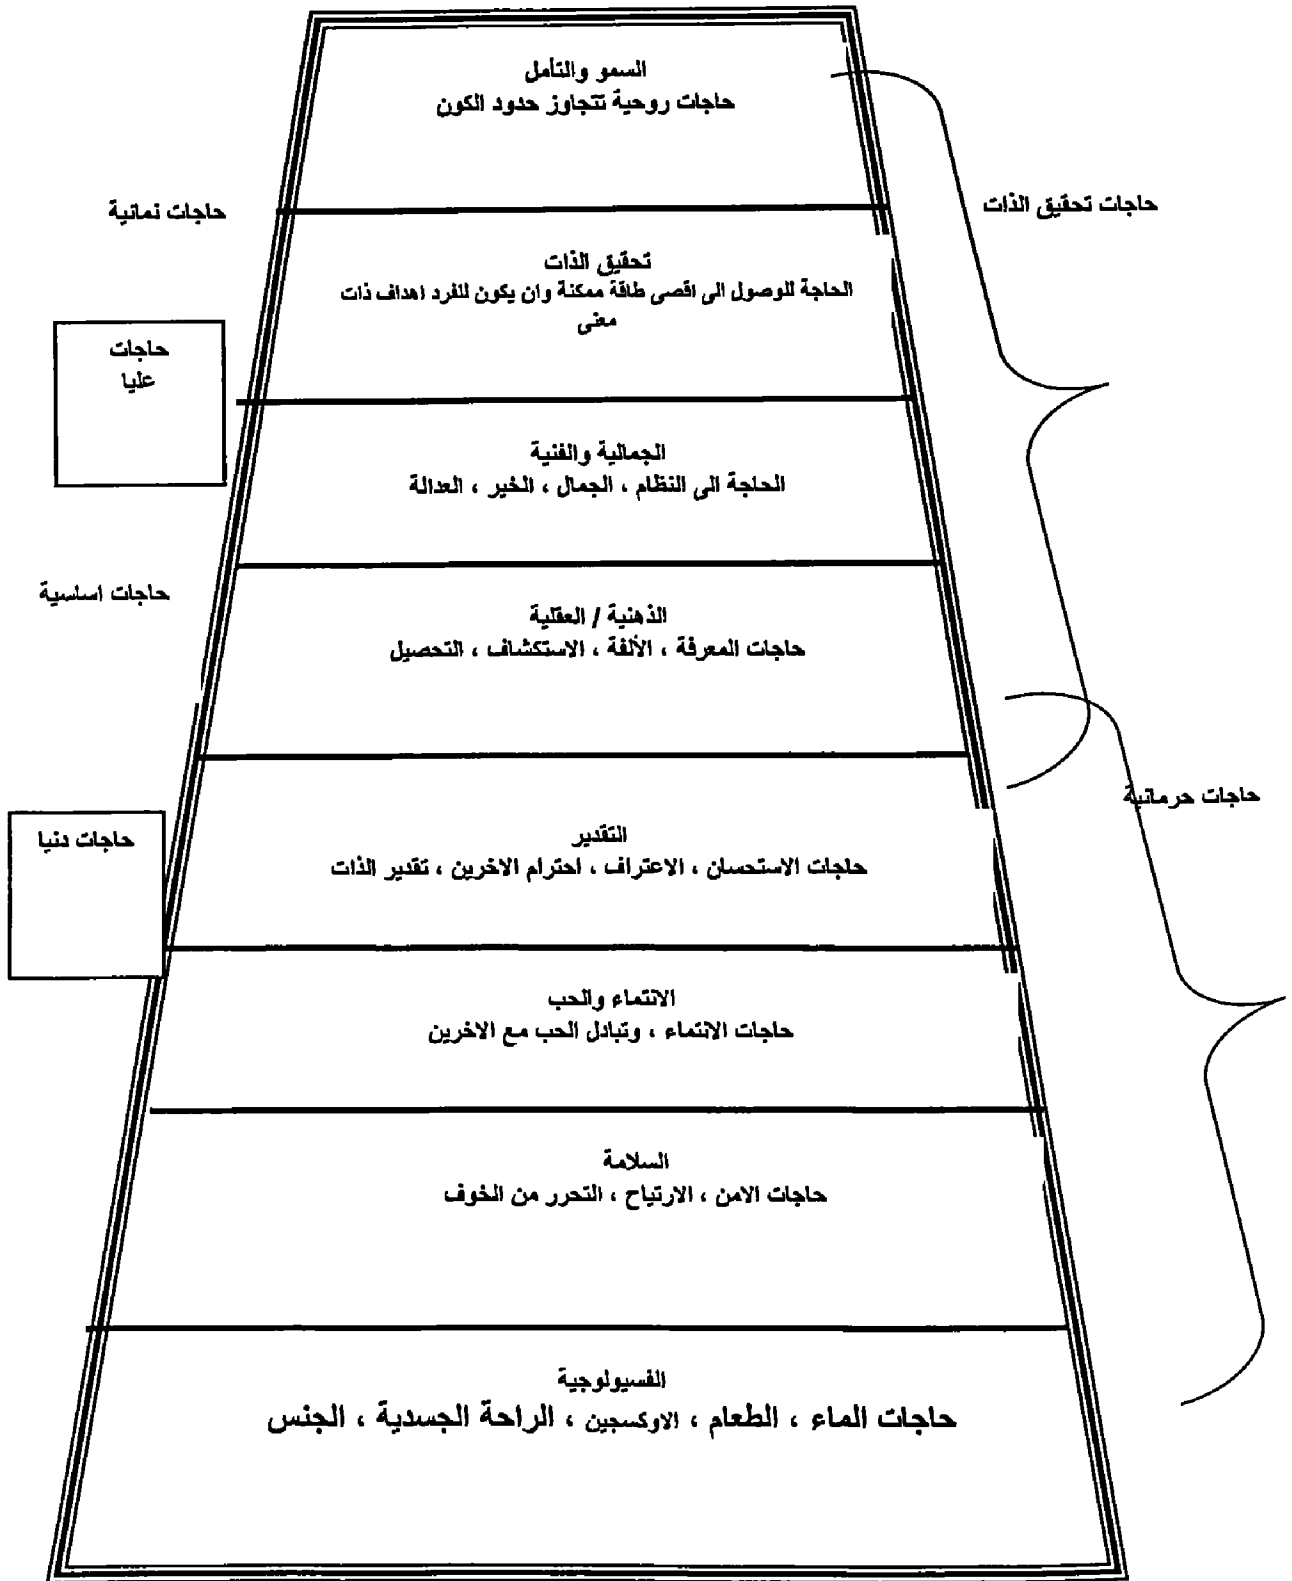 السمو والتأمل
حاجات روحية تتجاوز حدود الكون
حاجات تحقيق الذات
حاجات نمائية
تحقيق الذات
الحاجة للوصول الى اقصى طاقة ممكنة وان يكون للفرد اهداف ذات
معنى
حاجات
عليا
الجمالية والفنية
الحاجة الى النظام ، الجمال ، الخير ، العدالة
حاجات اساسية
الذهنية / العقلية
حاجات المعرفة ، الألفة ، الاستكشاف ، التحصيل
حاجات حرمانية
حاجات دنيا
التقدير
حاجات الاستحسان ، الاعتراف ، احترام الاخرين ، تقدير الذات
الانتماء والحب
حاجات الانتماء ، وتبادل الحب مع الاخرين
السلامة
حاجات الامن ، الارتياح ، التحرر من الخوف
الفسيولوجية
حاجات الماء ، الطعام ، الاوكسجين ، الراحة الجسدية ، الجنس